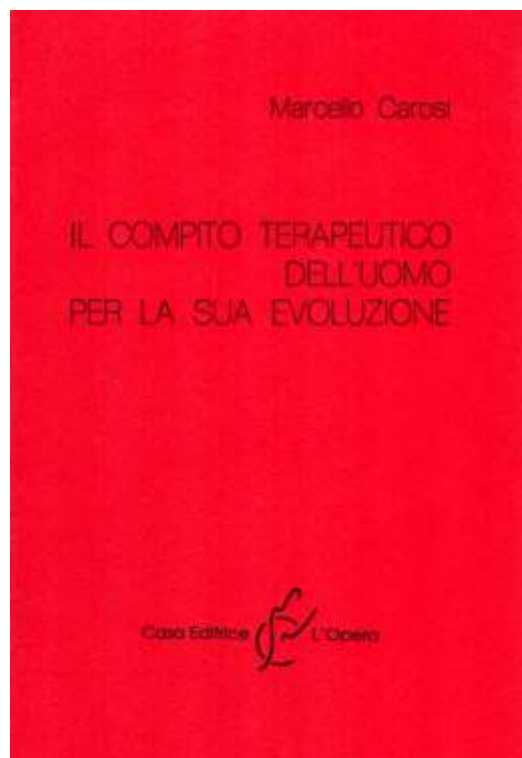 Marcello Carosi
IL COMPITO TERAPEUTICO
DELL'UOMO
PER LA SUA EVOLUZIONE
Casa Editrice L'Opera